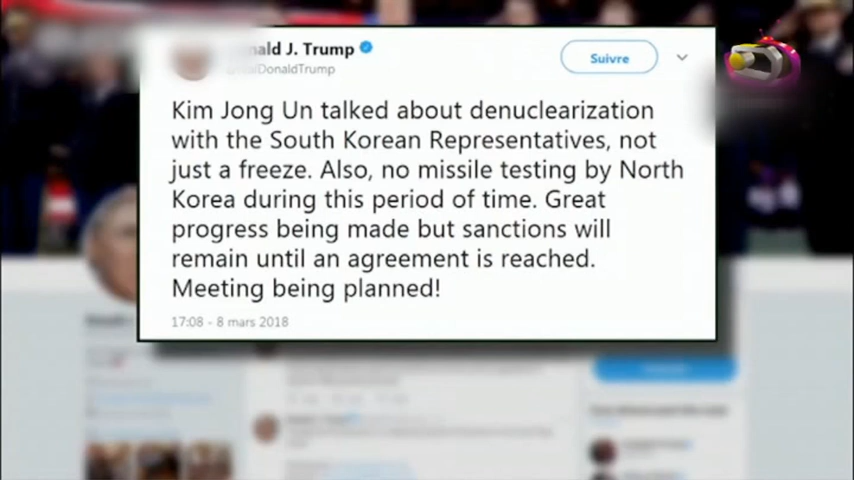 nald J. Trump
DonaldTrump
Suivre
Kim Jong Un talked about denuclearization
with the South Korean Representatives, not
just a freeze. Also, no missile testing by North
Korea during this period of time. Great
progress being made but sanctions will
remain until an agreement is reached.
Meeting being planned!
17:08 - 8 mars 2018